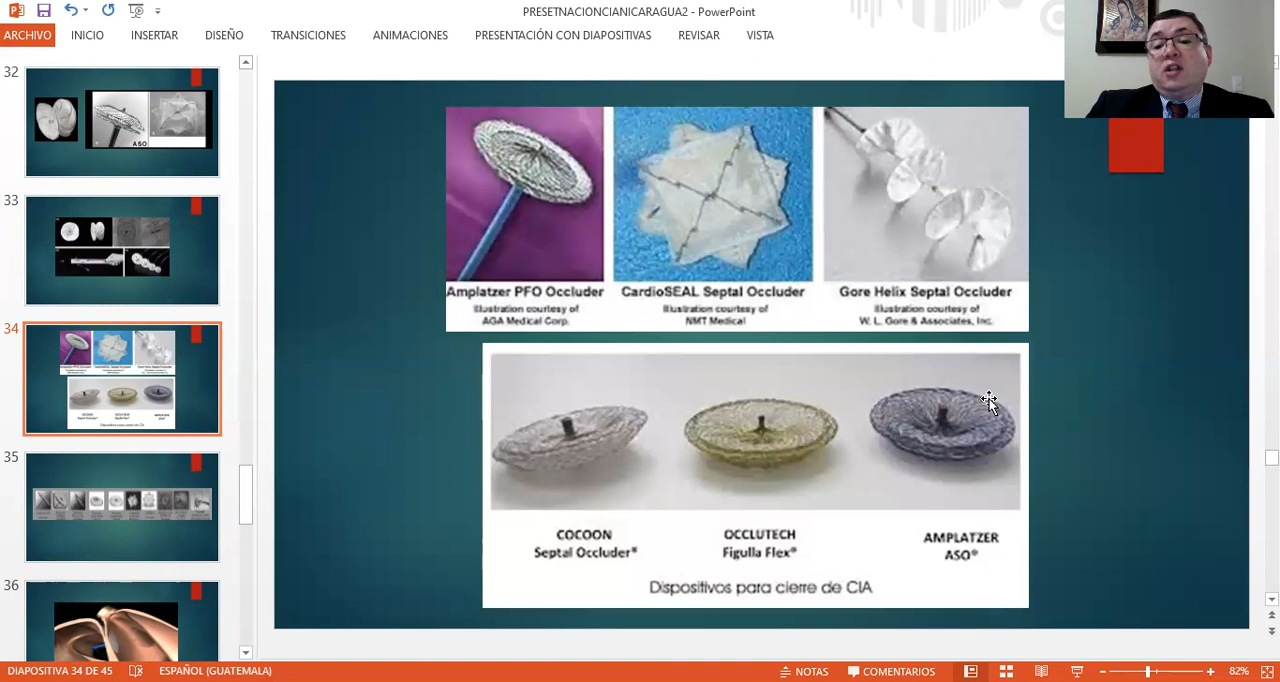 PRESETNACIONCIANICARAGUA2 - PowerPoint
ARCHIVO INICIO INSERTAR DISEÑO TRANSICIONES ANIMACIONES PRESENTACIÓN CON DIAPOSITIVAS REVISAR VISTA
32
ASO
33
34
35
36
Amplatzer PFO Occluder
Illustration courtesy of
AGA Medical Corp.
CardioSEAL Septal Occluder
Illustration courtesy of
NMT Medical
Gore Helix Septal Occluder
Illustration courtesy of
W. L. Gore & Associates, Inc.
COCOON
Septal Occluder®
OCCLUTECH
Figulla Flex®
AMPLATZER
ASO®
Dispositivos para cierre de CIA
DIAPOSITIVA 34 DE 45 ESPAÑOL (GUATEMALA) NOTAS COMENTARIOS 82%